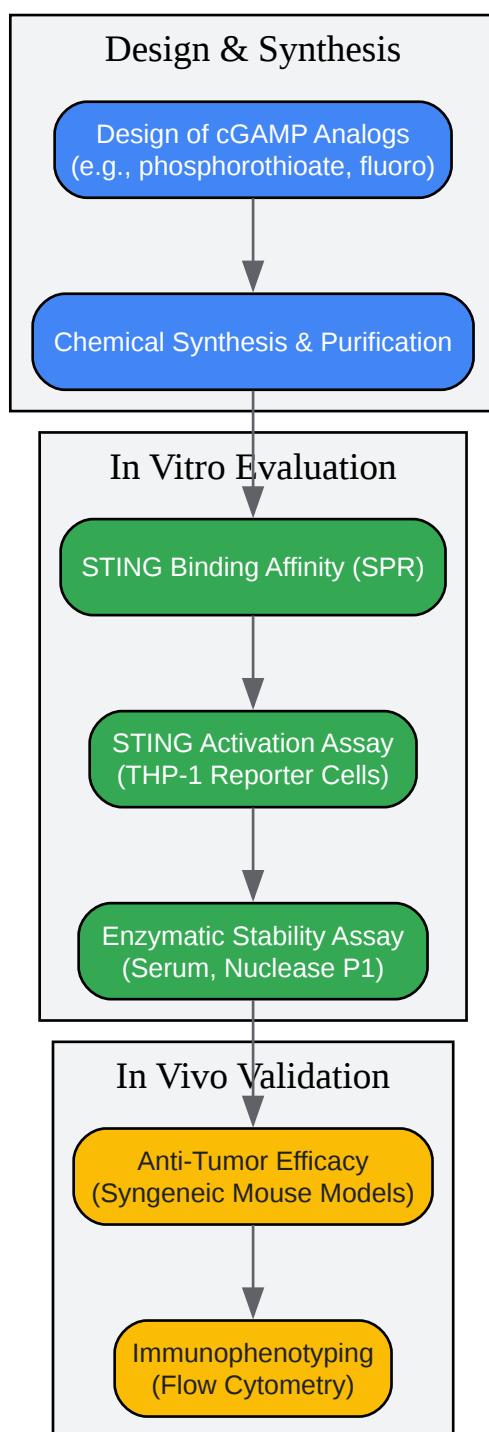 Design & Synthesis
Design of cGAMP Analogs
(e.g., phosphorothioate, fluoro)
Chemical Synthesis & Purification
In Vitro Evaluation
STING Binding Affinity (SPR)
STING Activation Assay
(THP-1 Reporter Cells)
Enzymatic Stability Assay
(Serum, Nuclease P1)
In Vivo Validation
Anti-Tumor Efficacy
(Syngeneic Mouse Models)
Immunophenotyping
(Flow Cytometry)